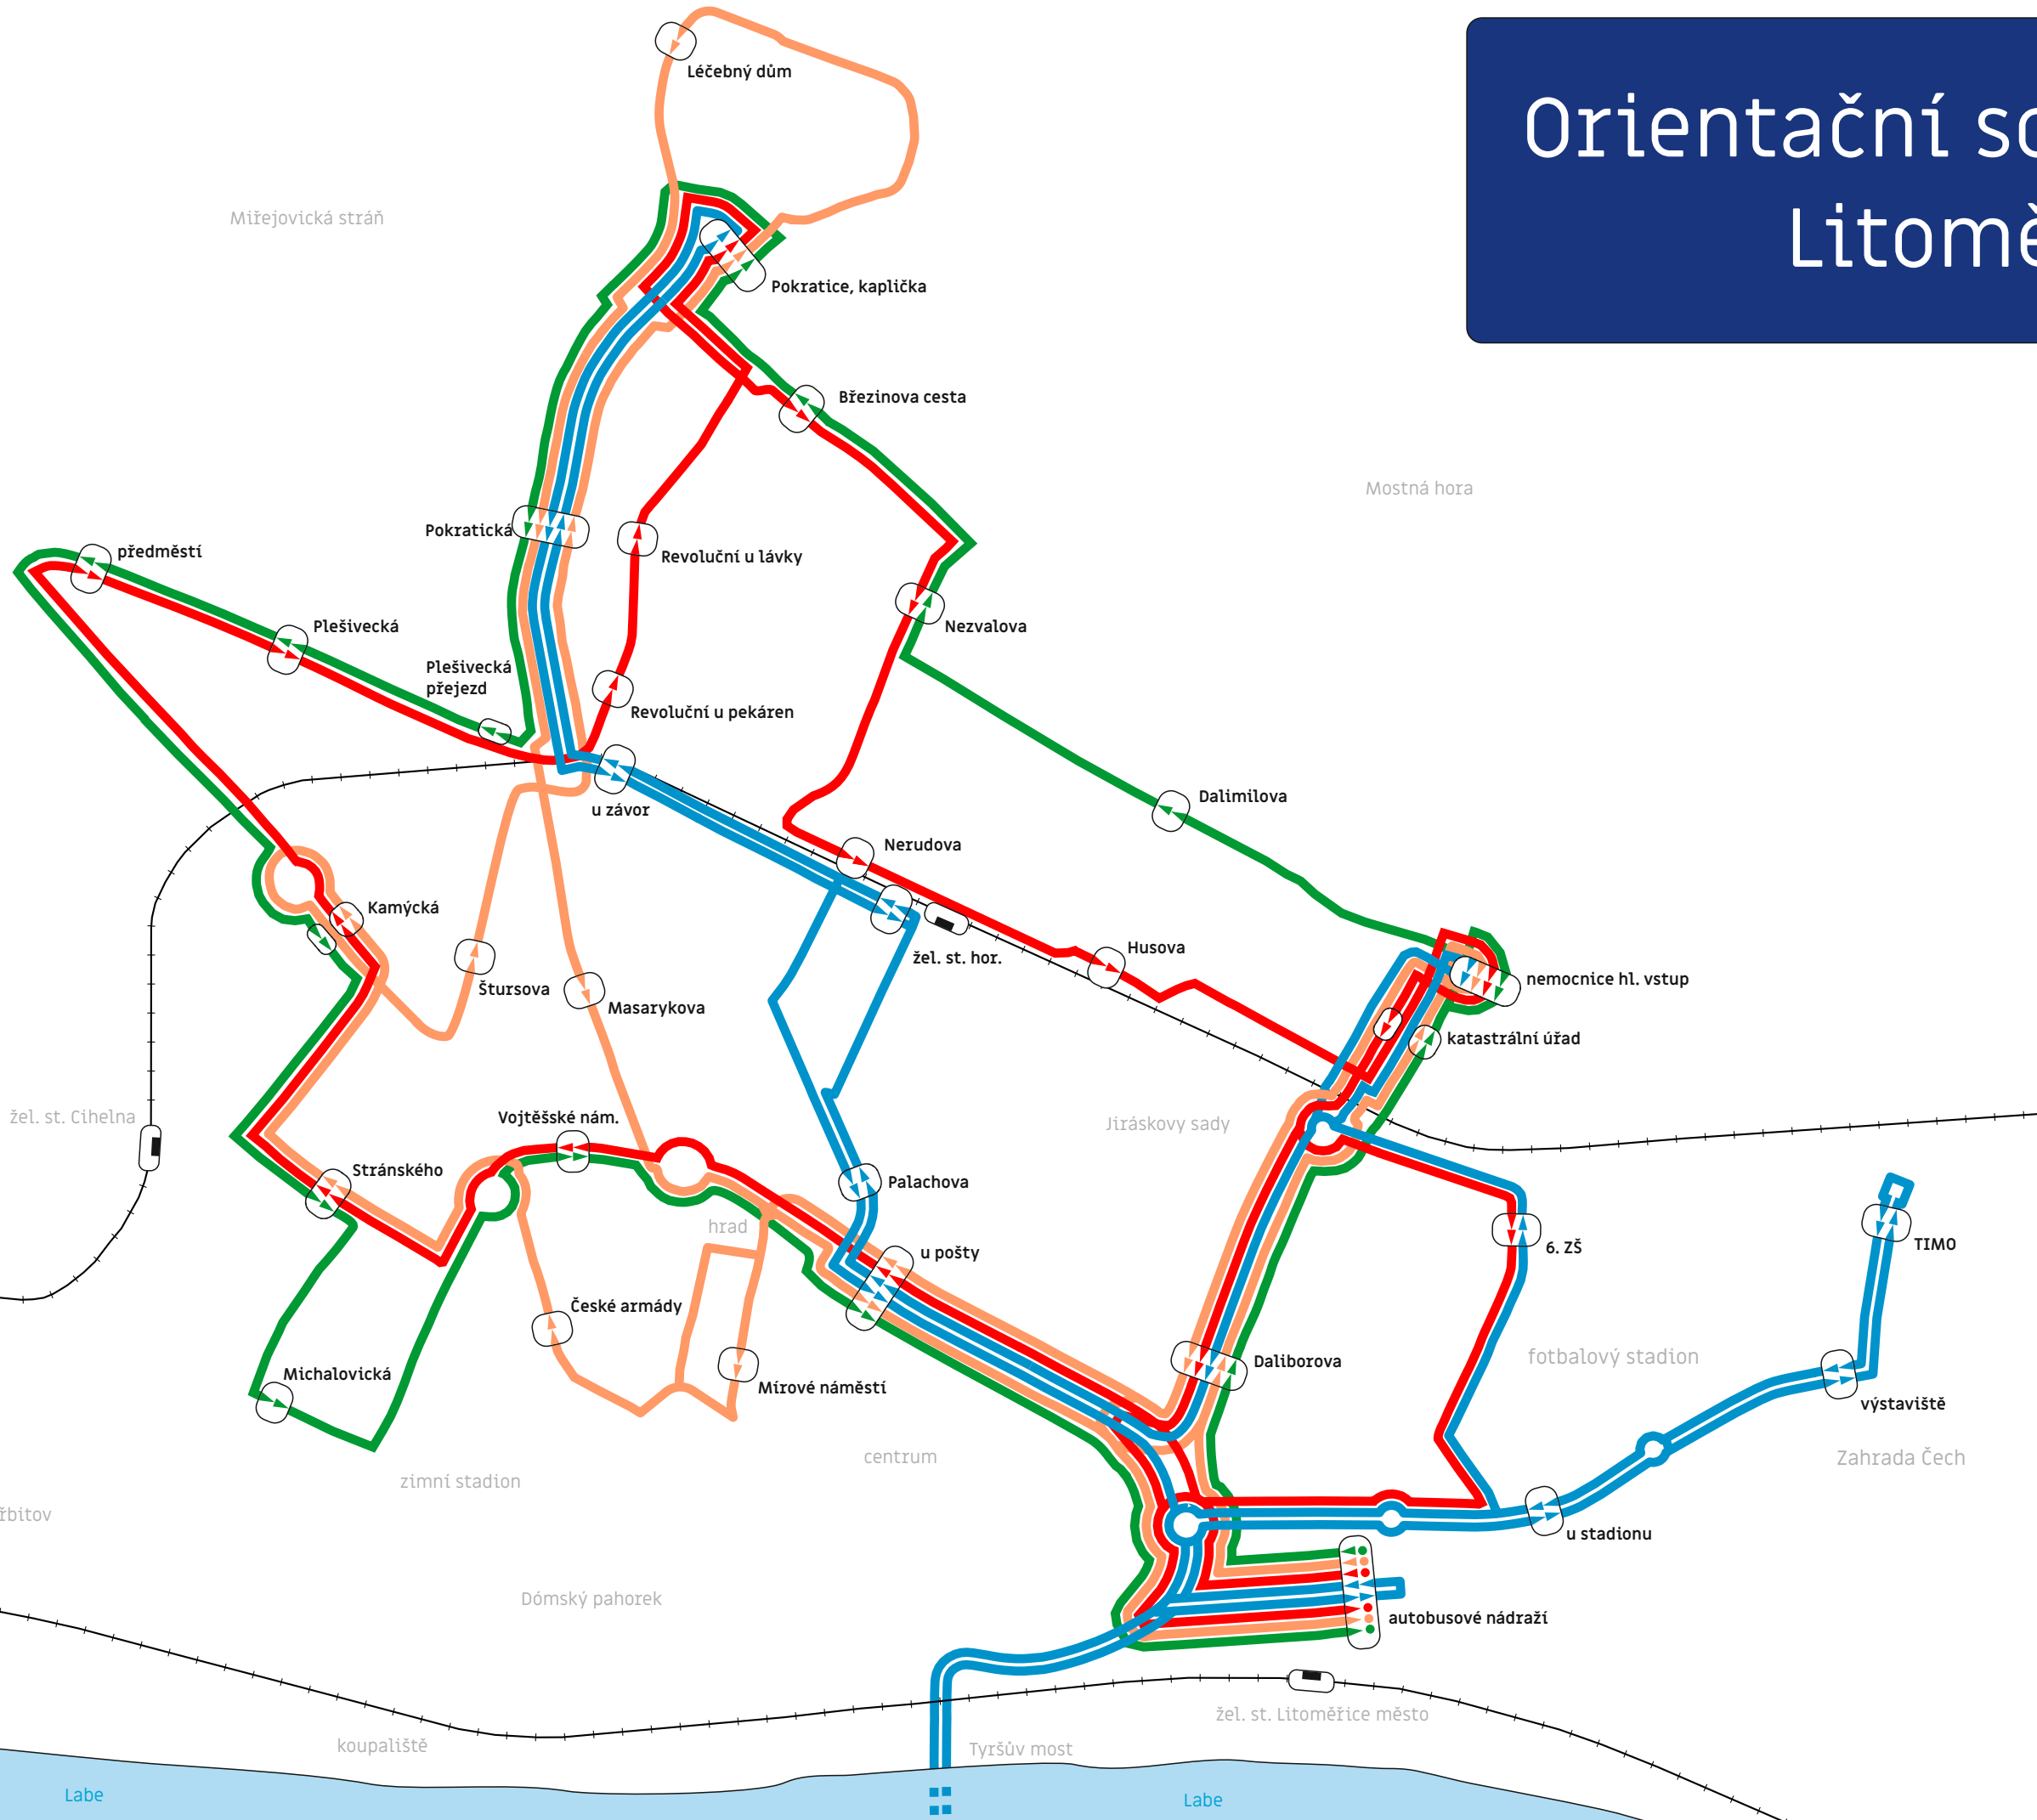 Orientační
Litomě
Léčebný dům
Miřejovická stráň
Pokratice, kaplička
Březinova cesta
Mostná hora
Pokratická
předměstí
Revoluční u lávky
Plešivecká
Nezvalova
Plešivecká
přejezd
Revoluční u pekáren
Dalimilova
u závor
Nerudova
Kamýcká
Husova
žel. st. hor.
nemocnice hl. vstup
Štursova
Masarykova
katastrální úřad
žel. st. Cihelna
Vojtěšské nám.
Jiráskovy sady
Stránského
Palachova
hrad
u pošty
6. ZŠ
TIMO
České armády
fotbalový stadion
Daliborova
Michalovická
Mírové náměstí
výstaviště
centrum
Zahrada Čech
zimní stadion
řbitov
u stadionu
Dómský pahorek
autobusové nádraží
žel. st. Litoměřice město
koupaliště
Tyršův most
Labe
Labe